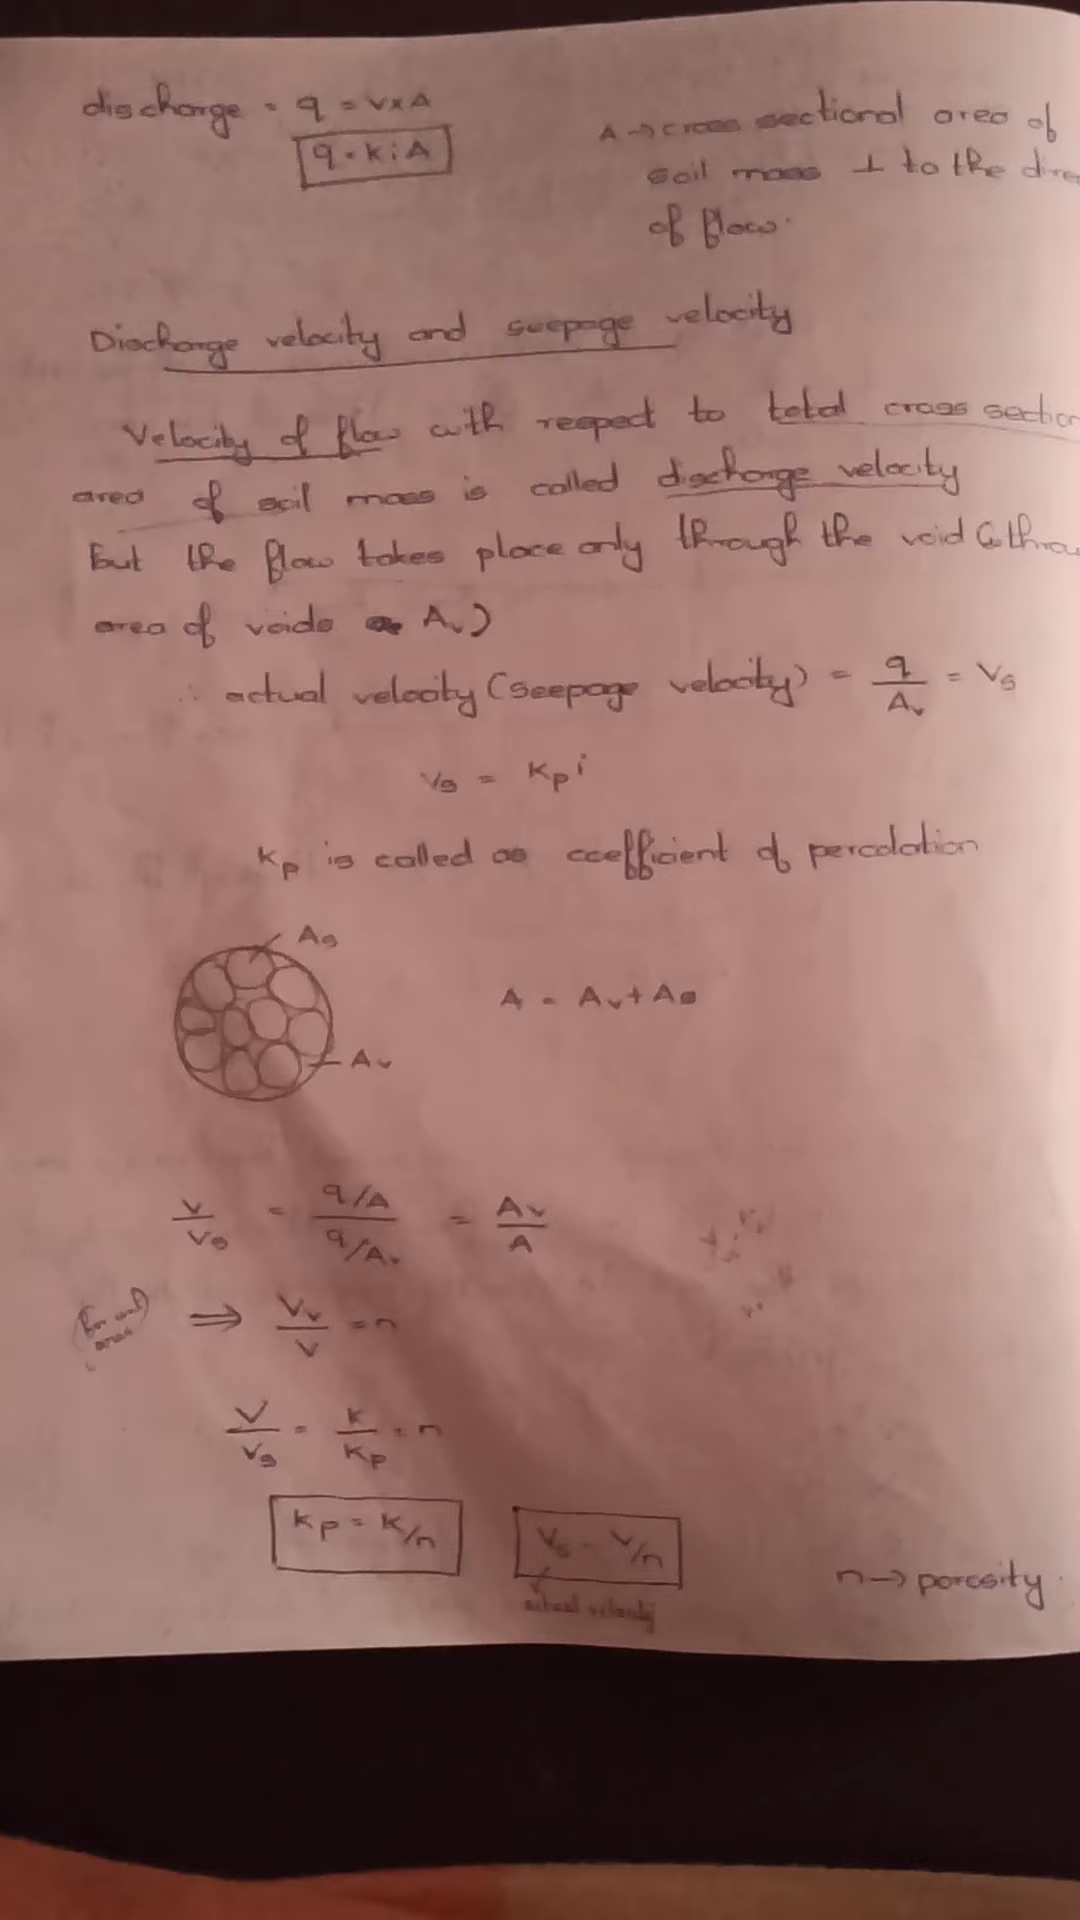 discharge = q = v x A
q = kiA
A → cross sectional area of
soil mass ⊥ to the dire
of flow.
Discharge velocity and seepage velocity
Velocity of flow with respect to total cross section
area of soil mass is called discharge velocity
But the flow takes place only through the void (throu
area of voids Av)
∴ actual velocity (seepage velocity) = q/Av = Vs
Vs = Kp i
Kp is called as coefficient of percolation
As
A = Av + As
Av
V/Vs = (q/A)/(q/Av) = Av/A
⇒ Vv/V = n
V/Vs = K/Kp = n
Kp = K/n
Vs = V/n
n → porosity
actual velocity